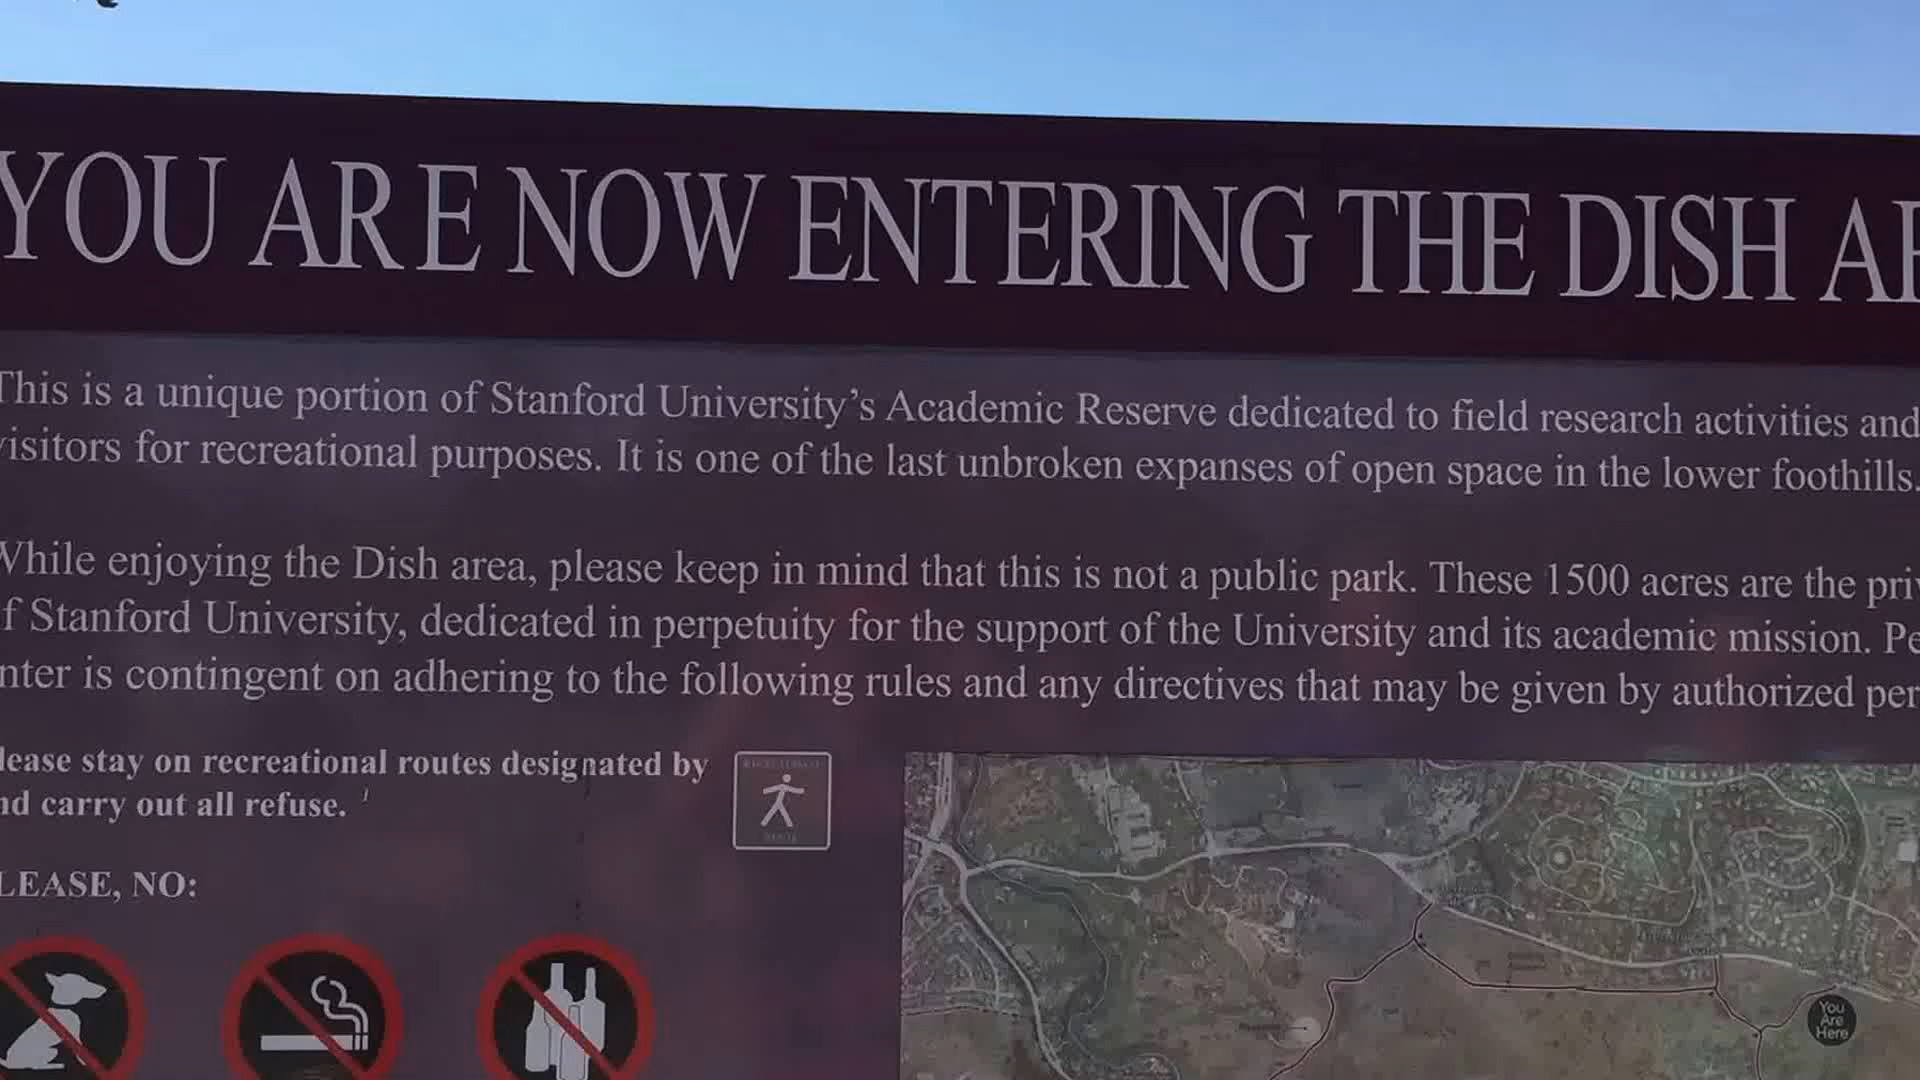 YOU ARE NOW ENTERING THE DISH AR
This is a unique portion of Stanford University's Academic Reserve dedicated to field research activities and
visitors for recreational purposes. It is one of the last unbroken expanses of open space in the lower foothills.
While enjoying the Dish area, please keep in mind that this is not a public park. These 1500 acres are the priv
f Stanford University, dedicated in perpetuity for the support of the University and its academic mission. Pe
nter is contingent on adhering to the following rules and any directives that may be given by authorized per
lease stay on recreational routes designated by
nd carry out all refuse.
LEASE, NO:
You
Are
Here